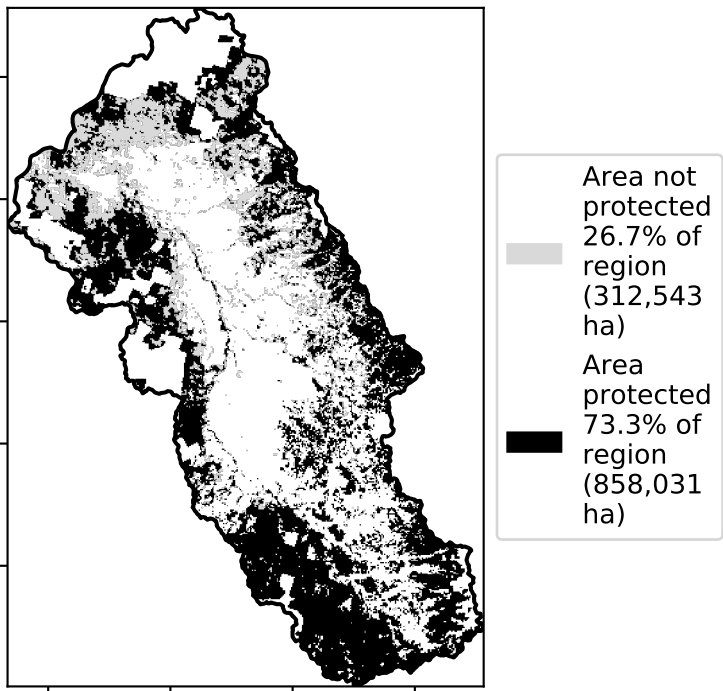 Area not
protected
26.7% of
region
(312,543
ha)
Area
protected
73.3% of
region
(858,031
ha)